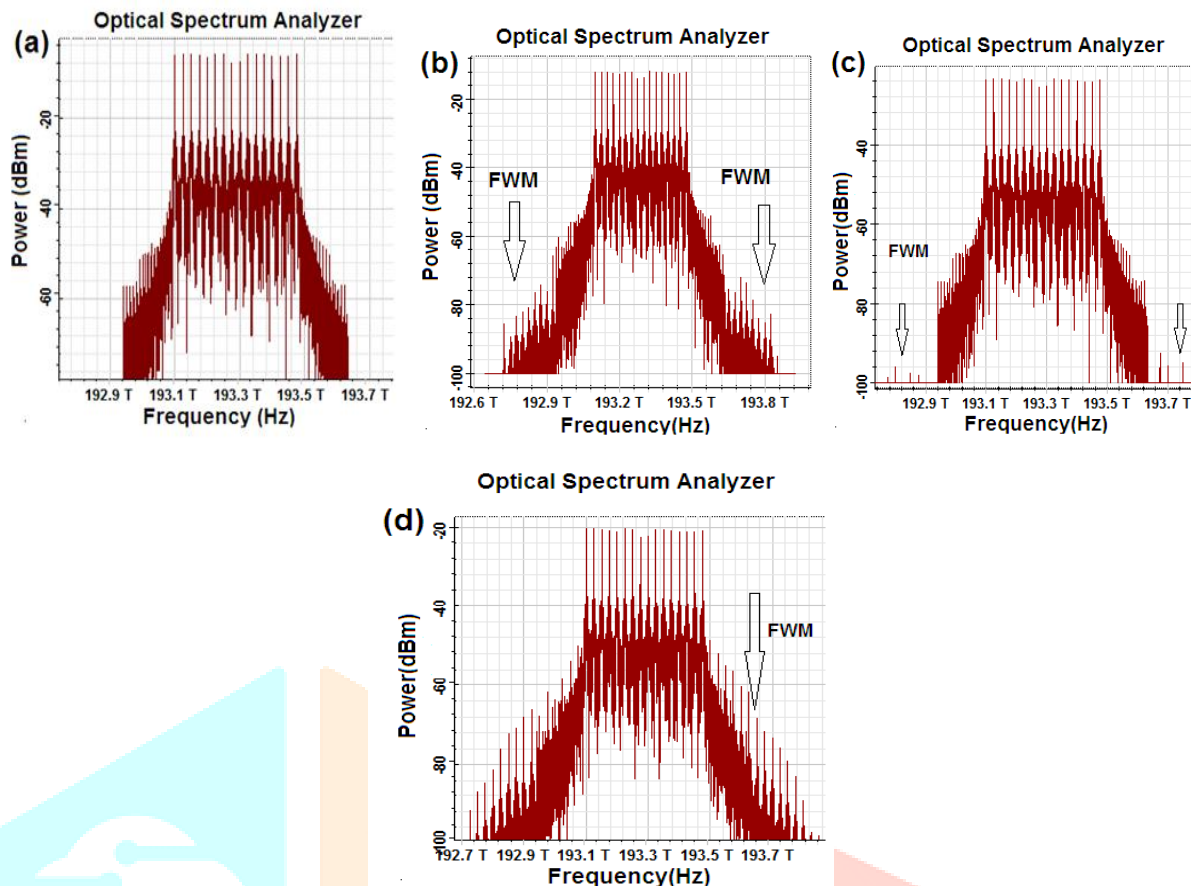 Optical Spectrum Analyzer
(a)
Power (dBm)
-20
40
60
192.9 T 193.1 T 193.3 T 193.5 T 193.7 T
Frequency (Hz)
Optical Spectrum Analyzer
(b)
Power (dBm)
-20
40
60
80
-100
FWM
FWM
192.6 T 192.9 T 193.2 T 193.5 T 193.8 T
Frequency(Hz)
Optical Spectrum Analyzer
(c)
Power(dBm)
-20
40
60
80
-100
FWM
192.9 T 193.1 T 193.3 T 193.5 T 193.7 T
Frequency(Hz)
Optical Spectrum Analyzer
(d)
Power(dBm)
-20
-40
60
-80
-100
FWM
192.7 T 192.9 T 193.1 T 193.3 T 193.5 T 193.7 T
Frequency(Hz)